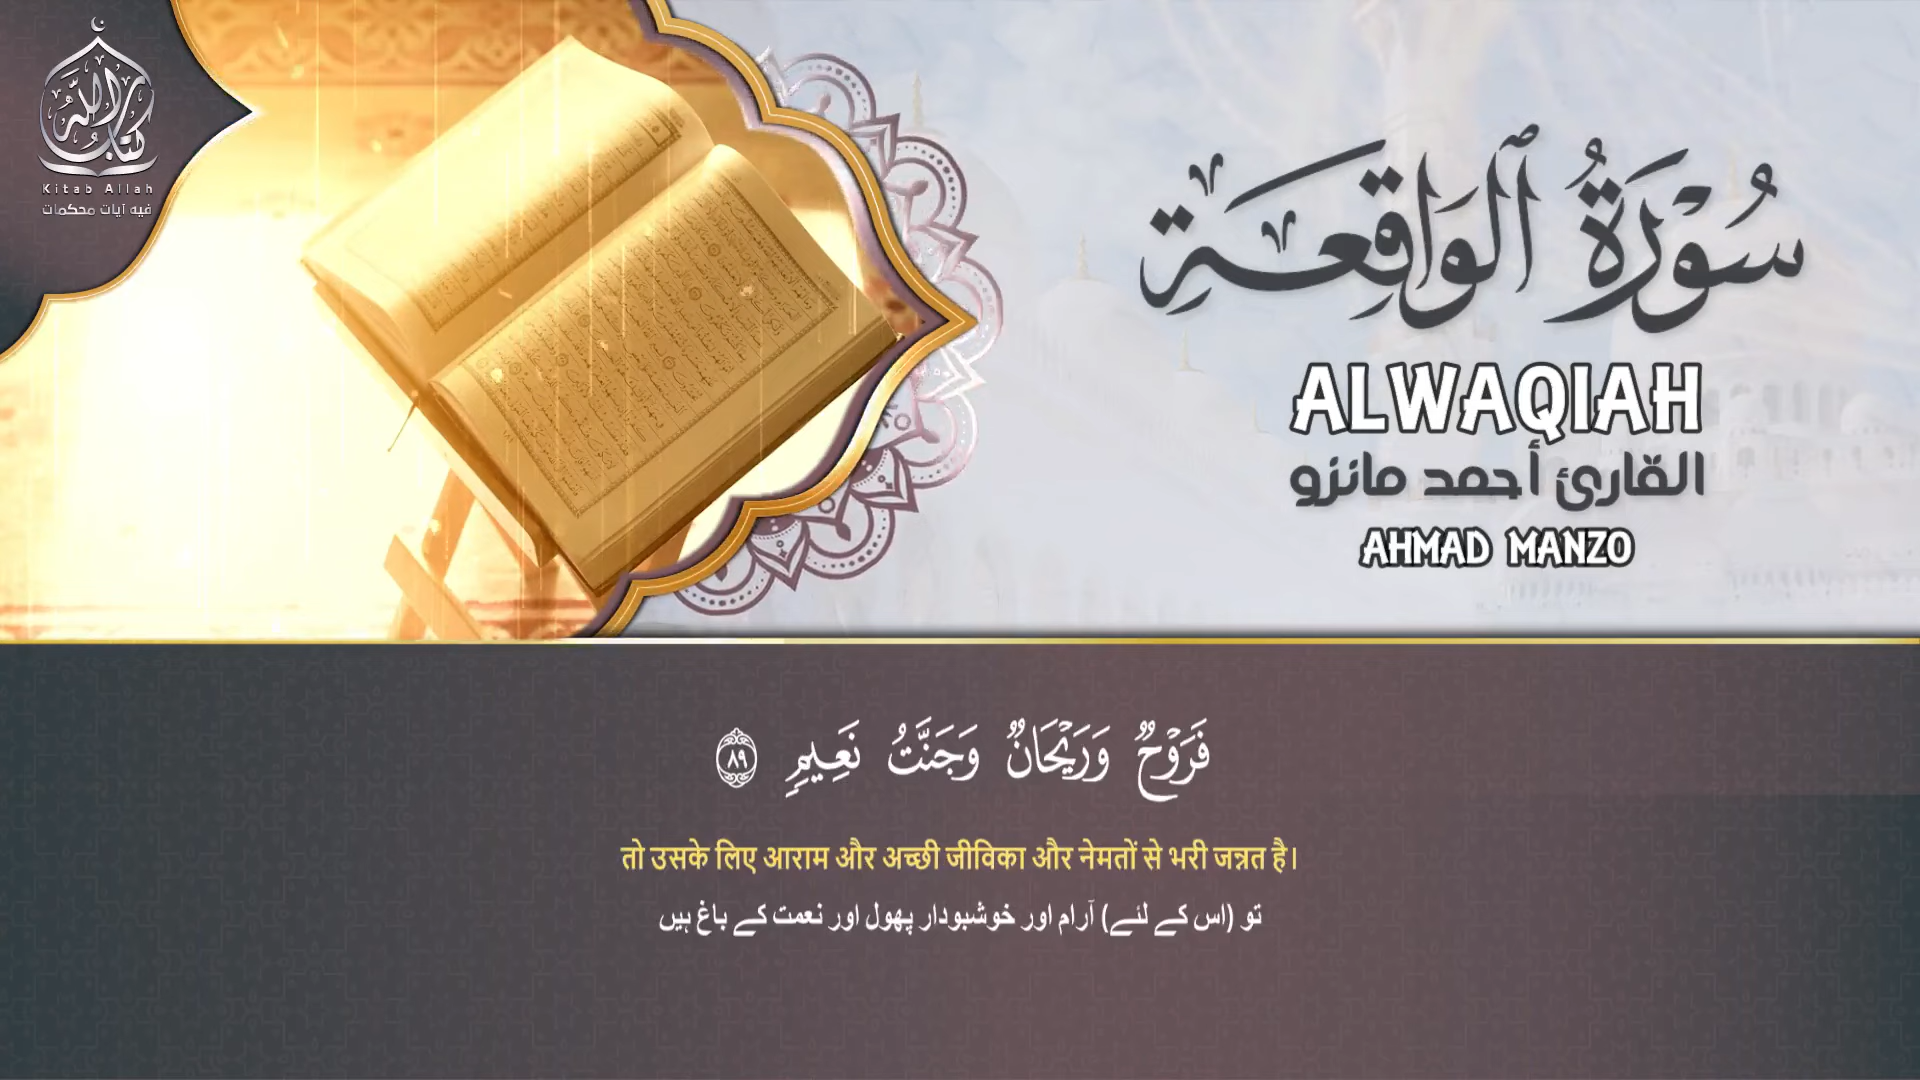 كتاب الله
Kitab Allah
فيه آيات محكمات
سُورَةُ ٱلْوَاقِعَة
ALWAQIAH
القارئ أحمد مانزو
AHMAD MANZO
فَرَوْحٌ وَرَيْحَانٌ وَجَنَّتُ نَعِيمٍ ٨٩
तो उसके लिए आराम और अच्छी जीविका और नेमतों से भरी जन्नत है।
تو (اس کے لئے) آرام اور خوشبودار پھول اور نعمت کے باغ ہیں